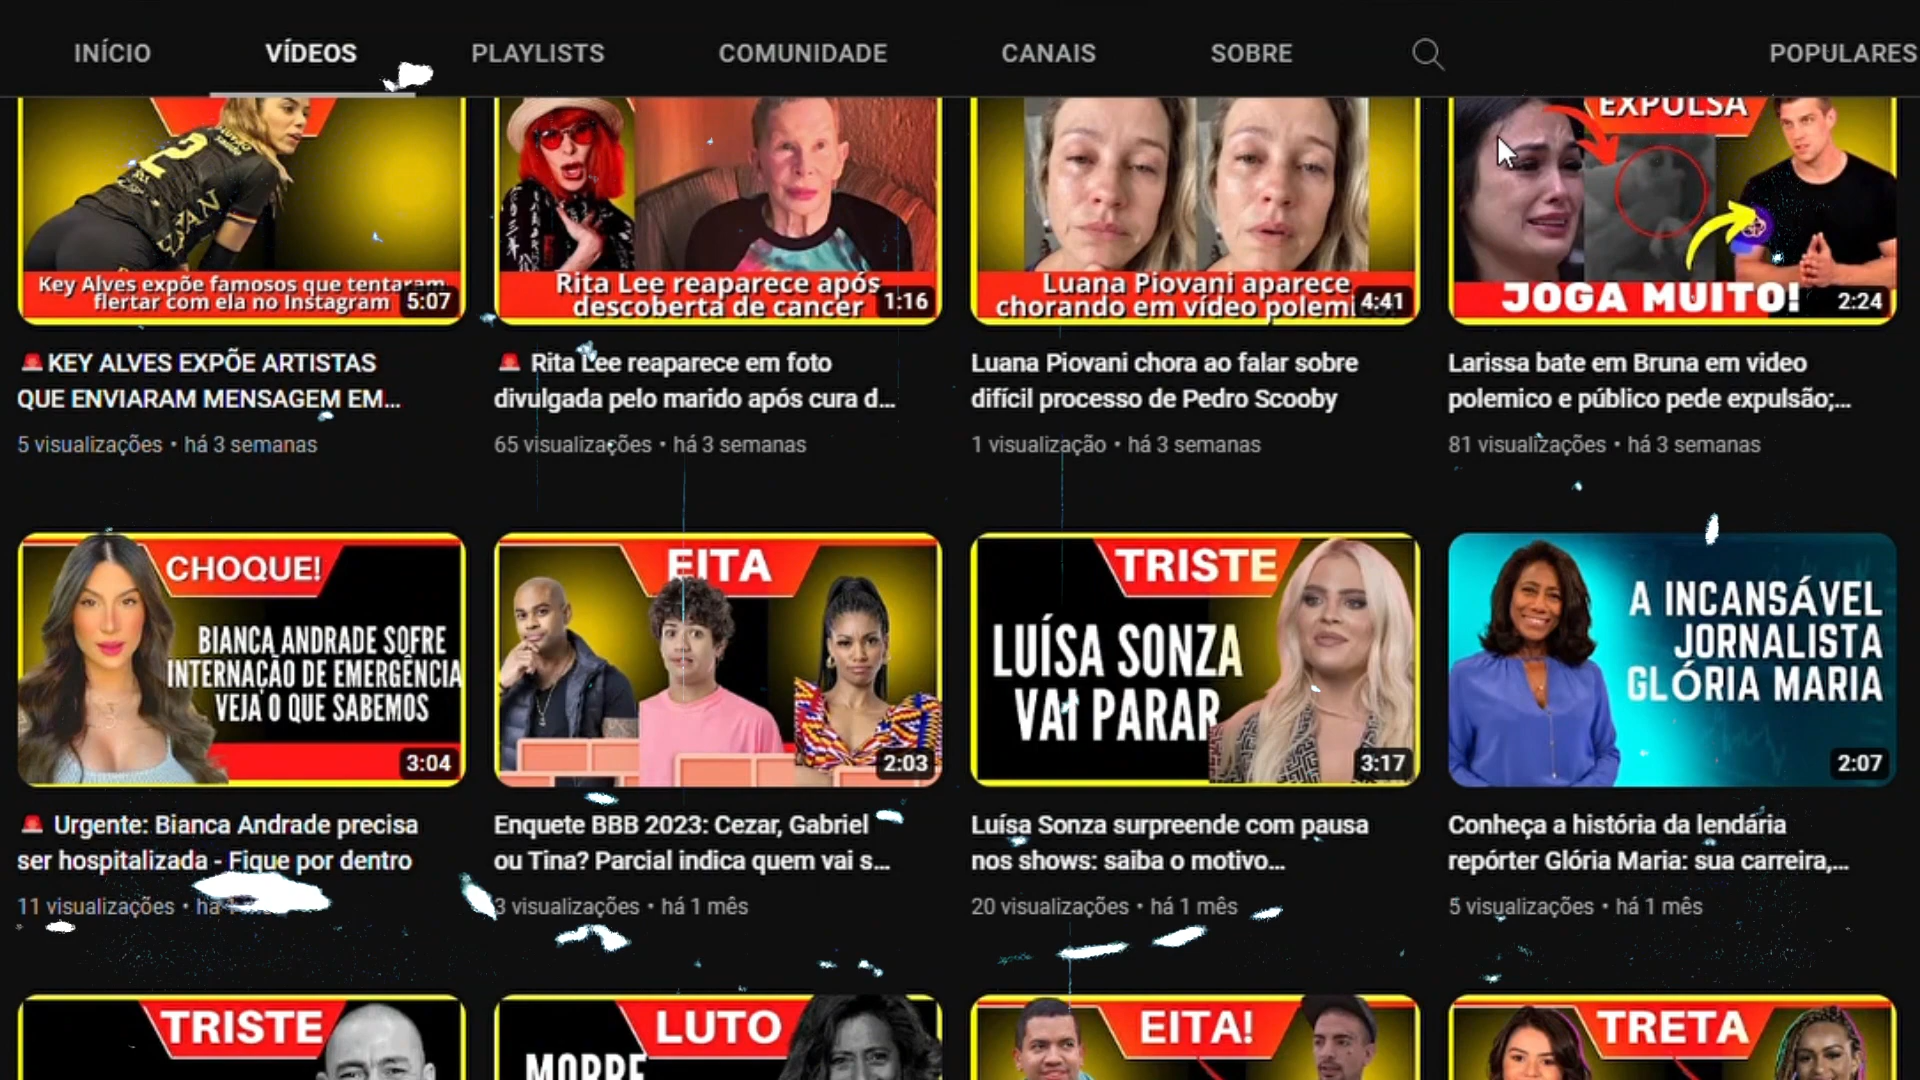 INÍCIO
VÍDEOS
PLAYLISTS
COMUNIDADE
CANAIS
SOBRE
POPULARES
2
Key Alves expõe famosos que tentaram
flertar com ela no Instagram
5:07
Rita Lee reaparece após
descoberta de cancer
1:16
Luana Piovani aparece
chorando em vídeo polemi
4:41
EXPULSA
JOGA MUITO!
2:24
KEY ALVES EXPÕE ARTISTAS
QUE ENVIARAM MENSAGEM EM...
5 visualizações • há 3 semanas
Rita Lee reaparece em foto
divulgada pelo marido após cura d...
65 visualizações • há 3 semanas
Luana Piovani chora ao falar sobre
difícil processo de Pedro Scooby
1 visualização • há 3 semanas
Larissa bate em Bruna em video
polemico e público pede expulsão;...
81 visualizações • há 3 semanas
CHOQUE!
BIANCA ANDRADE SOFRE
INTERNAÇÃO DE EMERGÊNCIA
VEJA O QUE SABEMOS
3:04
EITA
2:03
TRISTE
LUÍSA SONZA
VAI PARAR
3:17
A INCANSÁVEL
JORNALISTA
GLÓRIA MARIA
2:07
Urgente: Bianca Andrade precisa
ser hospitalizada - Fique por dentro
11 visualizações • há 1
Enquete BBB 2023: Cezar, Gabriel
ou Tina? Parcial indica quem vai s...
3 visualizações • há 1 mês
Luísa Sonza surpreende com pausa
nos shows: saiba o motivo...
20 visualizações • há 1 mês
Conheça a história da lendária
repórter Glória Maria: sua carreira,...
5 visualizações • há 1 mês
TRISTE
LUTO
MORRE
EITA!
TRETA